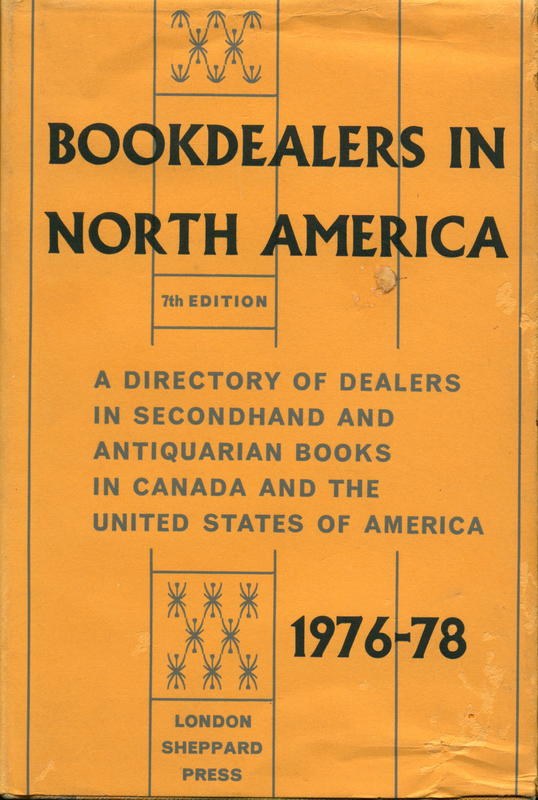 BOOKDEALERS IN
NORTH AMERICA
7th EDITION
A DIRECTORY OF DEALERS
IN SECONDHAND AND
ANTIQUARIAN BOOKS
IN CANADA AND THE
UNITED STATES OF AMERICA
1976-78
LONDON
SHEPPARD
PRESS